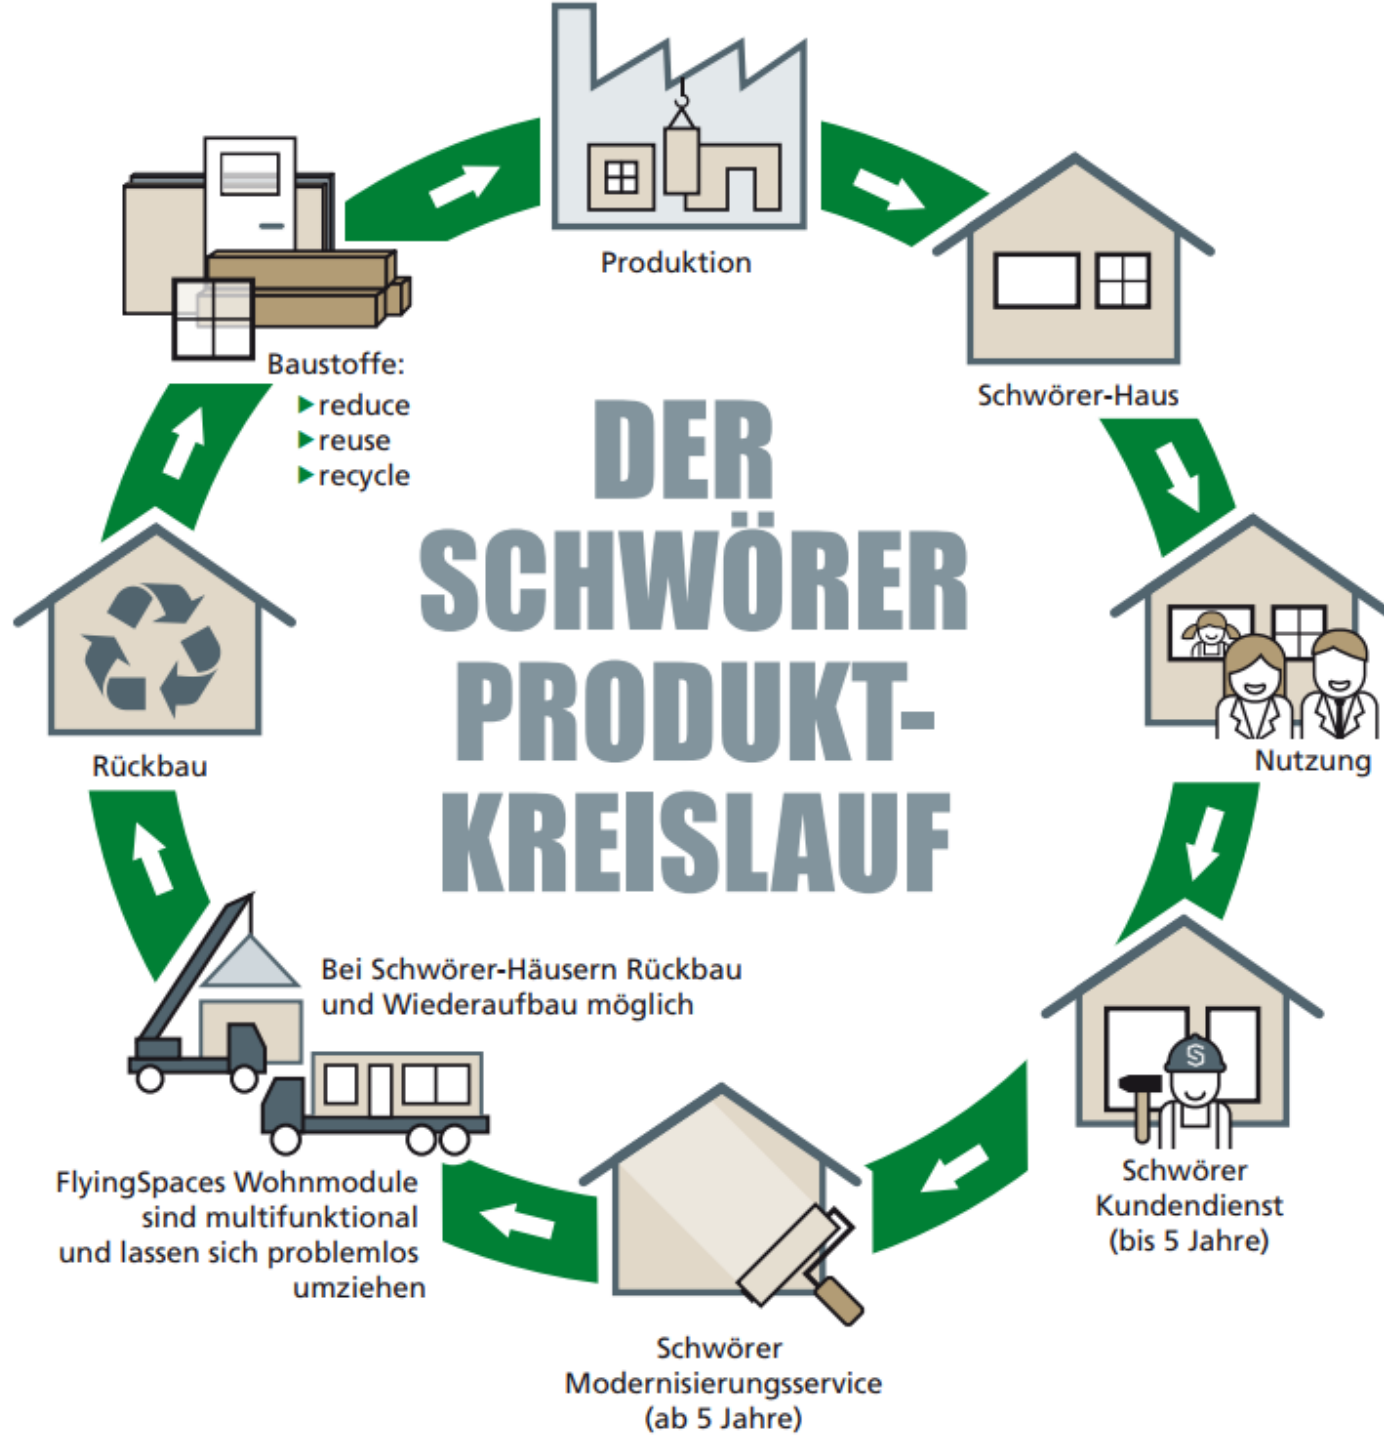 Produktion
Schwörer-Haus
Baustoffe:
reduce
reuse
recycle
DER
SCHWÖRER
PRODUKT-
KREISLAUF
Nutzung
Rückbau
Bei Schwörer-Häusern Rückbau
und Wiederaufbau möglich
S
Schwörer
Kundendienst
(bis 5 Jahre)
FlyingSpaces Wohnmodule
sind multifunktional
und lassen sich problemlos
umziehen
Schwörer
Modernisierungsservice
(ab 5 Jahre)